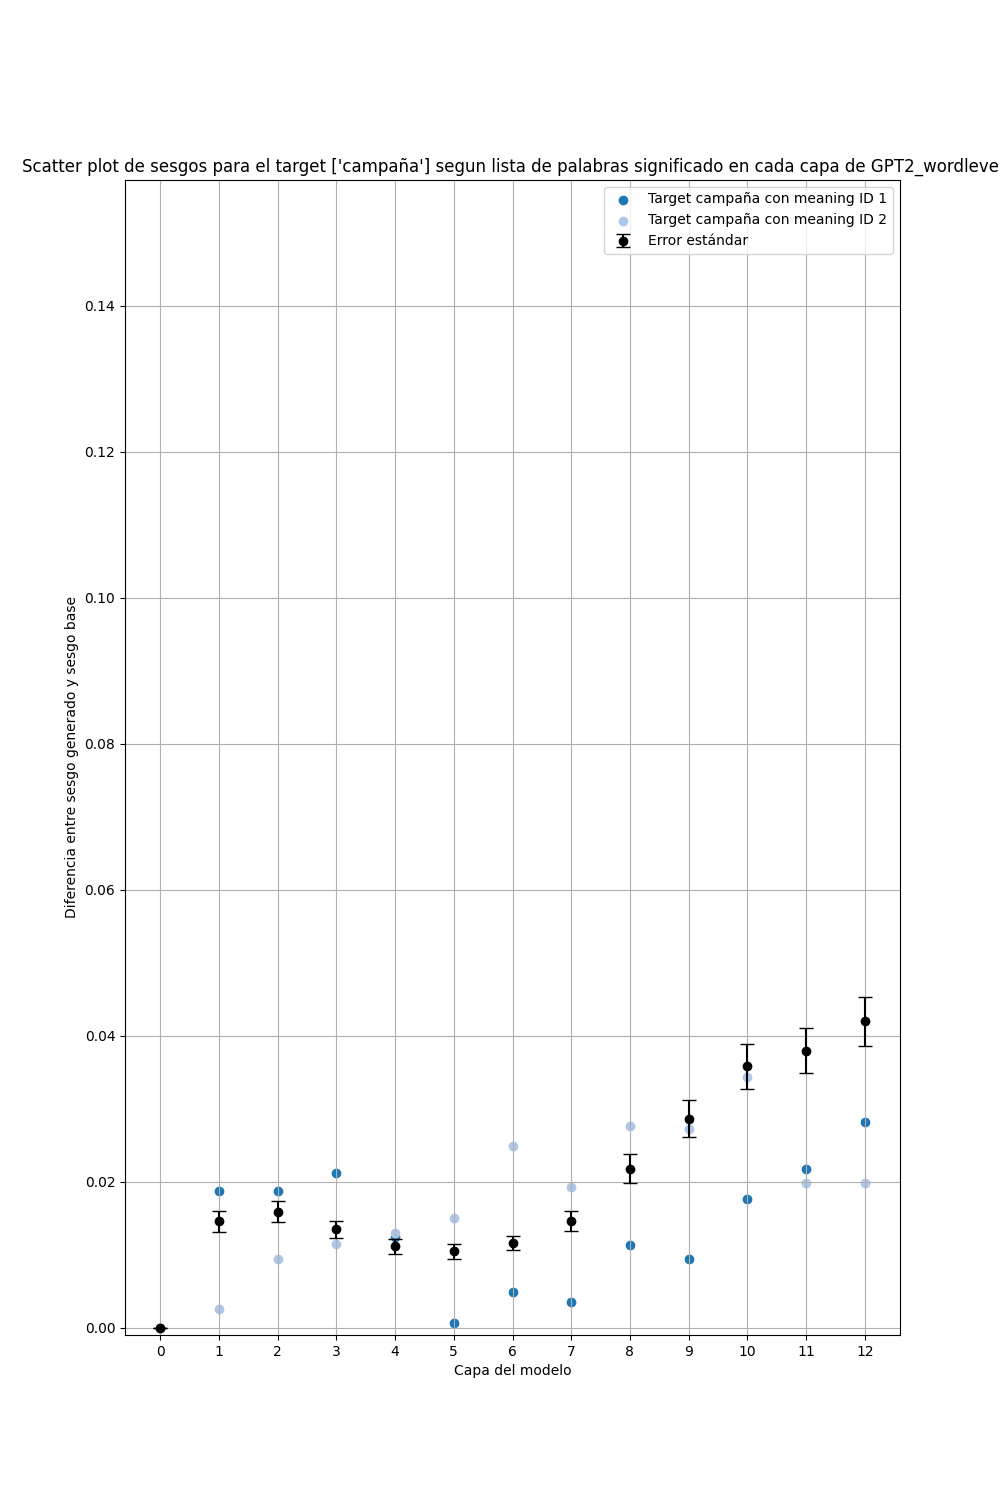 Scatter plot de sesgos para el target ['campaña'] segun lista de palabras significado en cada capa de GPT2_wordleve
Target campaña con meaning ID 1
Target campaña con meaning ID 2
Error estándar
0.14
0.12
0.10
0.08
0.06
0.04
0.02
0.00
Diferencia entre sesgo generado y sesgo base
0 1 2 3 4 5 6 7 8 9 10 11 12
Capa del modelo